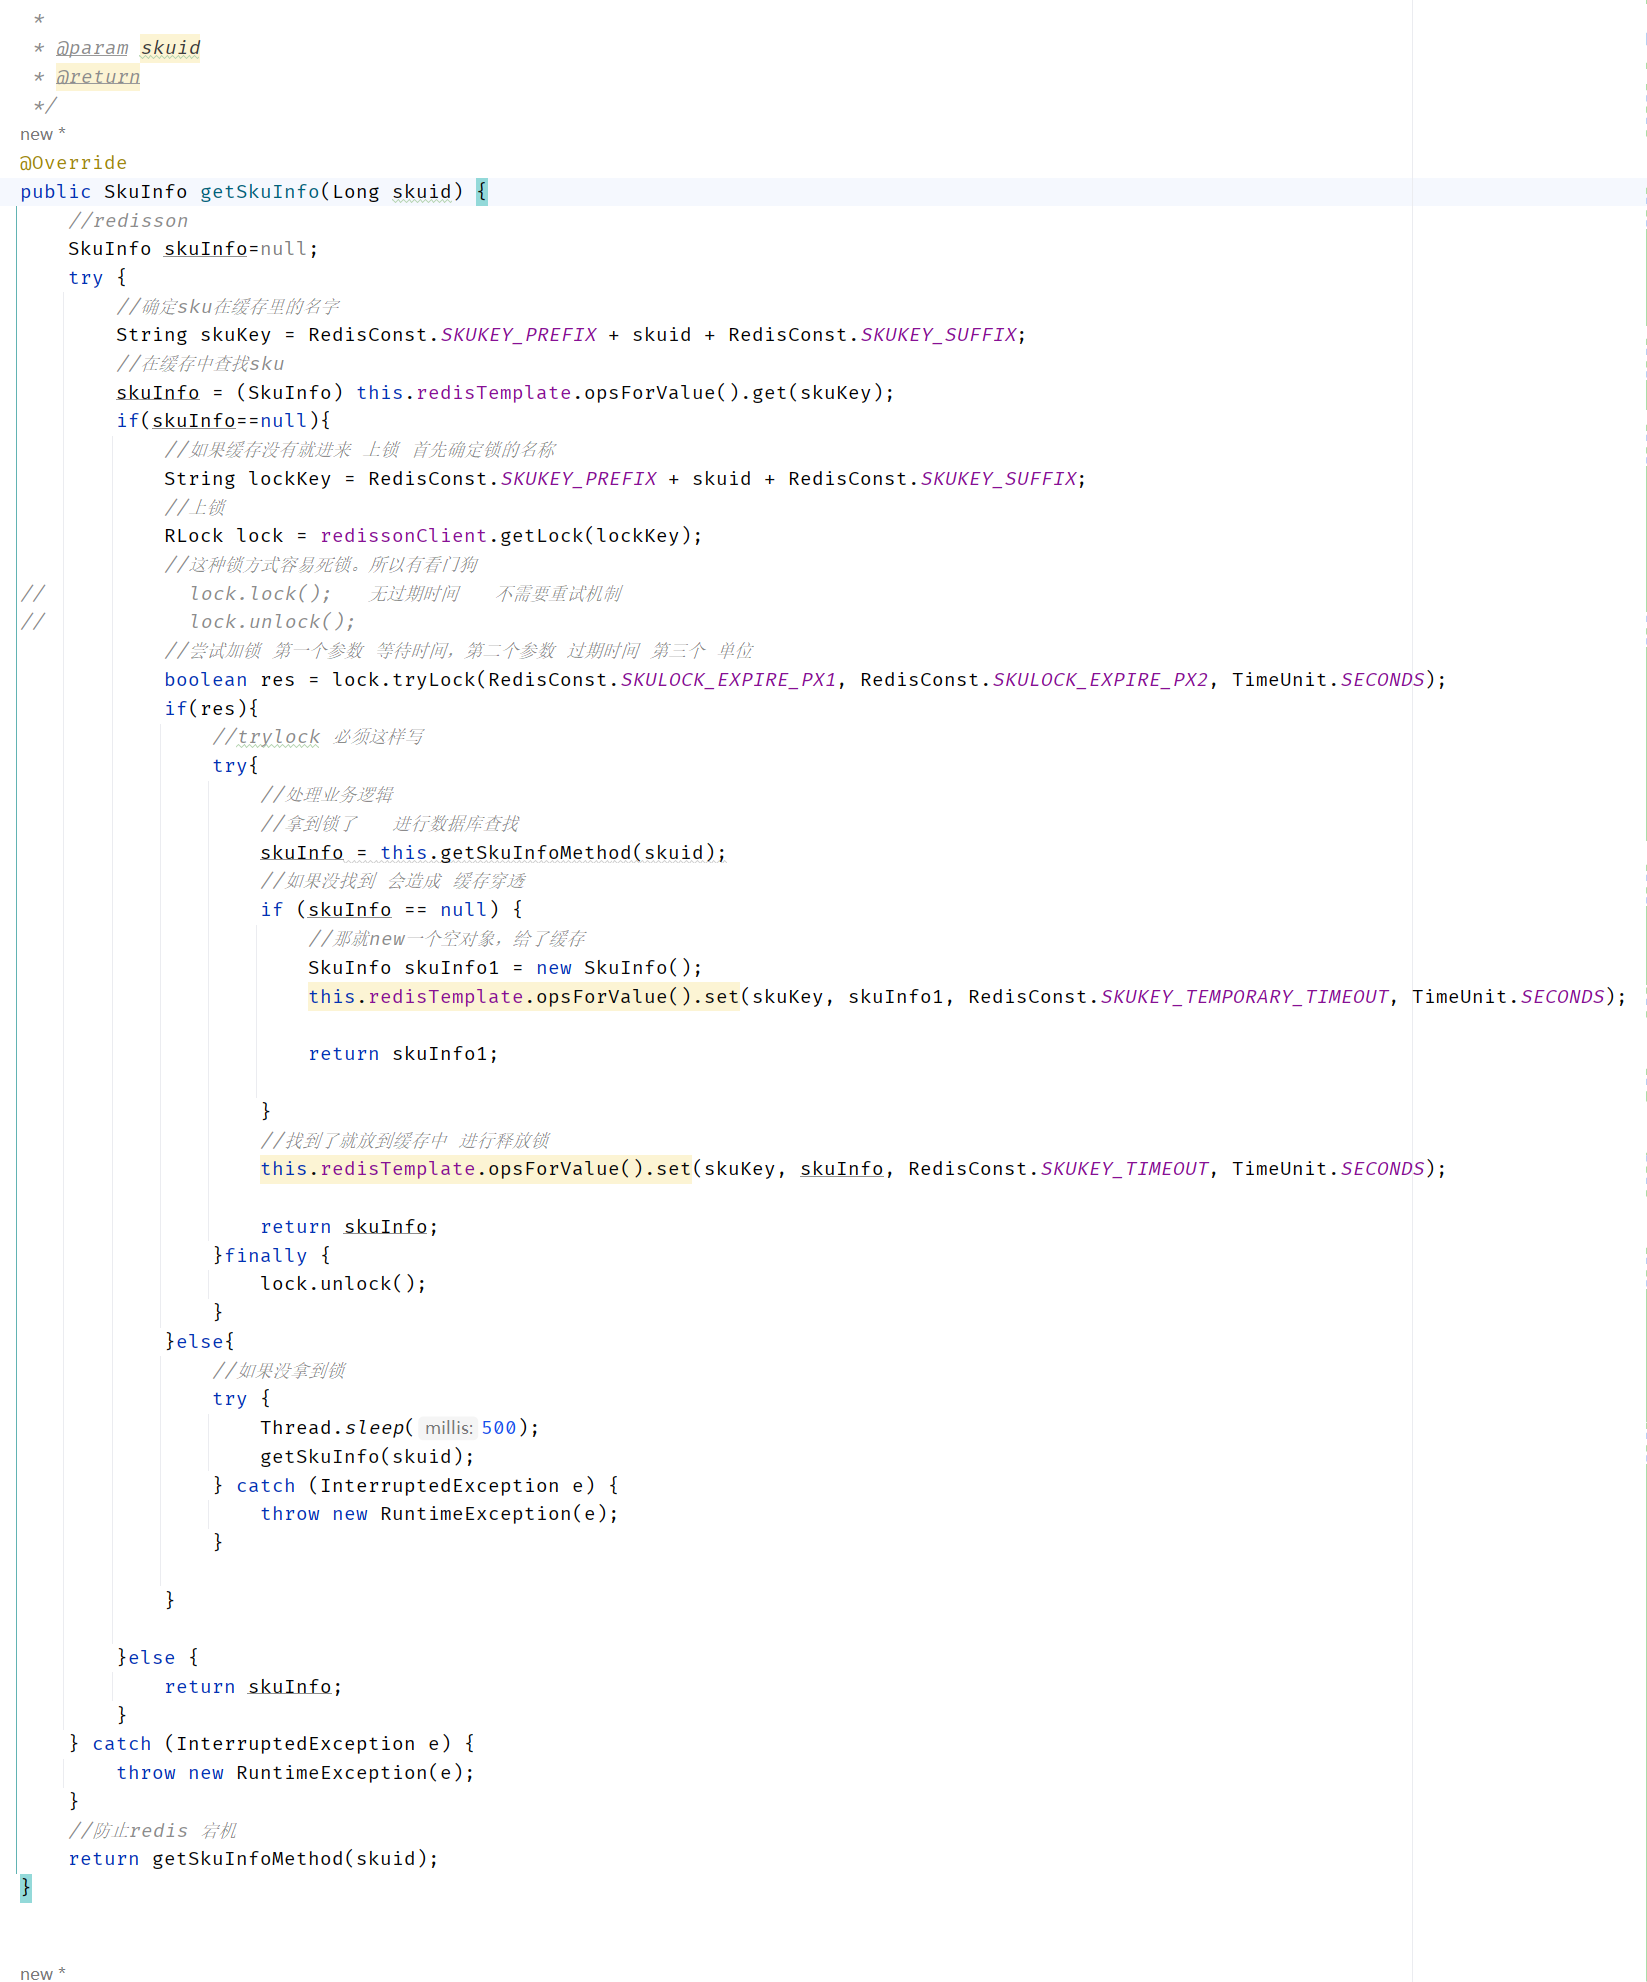 *
* @param skuid
* @return
*/
new *
@Override
public SkuInfo getSkuInfo(Long skuid) {
//redisson
SkuInfo skuInfo=null;
try {
//确定sku在缓存里的名字
String skuKey = RedisConst.SKUKEY_PREFIX + skuid + RedisConst.SKUKEY_SUFFIX;
//在缓存中查找sku
skuInfo = (SkuInfo) this.redisTemplate.opsForValue().get(skuKey);
if(skuInfo==null){
//如果缓存没有就进来 上锁 首先确定锁的名称
String lockKey = RedisConst.SKUKEY_PREFIX + skuid + RedisConst.SKUKEY_SUFFIX;
//上锁
RLock lock = redissonClient.getLock(lockKey);
//这种锁方式容易死锁。所以有看门狗
// lock.lock(); 无过期时间 不需要重试机制
// lock.unlock();
//尝试加锁 第一个参数 等待时间，第二个参数 过期时间 第三个 单位
boolean res = lock.tryLock(RedisConst.SKULOCK_EXPIRE_PX1, RedisConst.SKULOCK_EXPIRE_PX2, TimeUnit.SECONDS);
if(res){
//trylock 必须这样写
try{
//处理业务逻辑
//拿到锁了 进行数据库查找
skuInfo = this.getSkuInfoMethod(skuid);
//如果没找到 会造成 缓存穿透
if (skuInfo == null) {
//那就new一个空对象，给了缓存
SkuInfo skuInfo1 = new SkuInfo();
this.redisTemplate.opsForValue().set(skuKey, skuInfo1, RedisConst.SKUKEY_TEMPORARY_TIMEOUT, TimeUnit.SECONDS);
return skuInfo1;
}
//找到了就放到缓存中 进行释放锁
this.redisTemplate.opsForValue().set(skuKey, skuInfo, RedisConst.SKUKEY_TIMEOUT, TimeUnit.SECONDS);
return skuInfo;
}finally {
lock.unlock();
}
}else{
//如果没拿到锁
try {
Thread.sleep( millis: 500);
getSkuInfo(skuid);
} catch (InterruptedException e) {
throw new RuntimeException(e);
}
}
}else {
return skuInfo;
}
} catch (InterruptedException e) {
throw new RuntimeException(e);
}
//防止redis 宕机
return getSkuInfoMethod(skuid);
}
new *